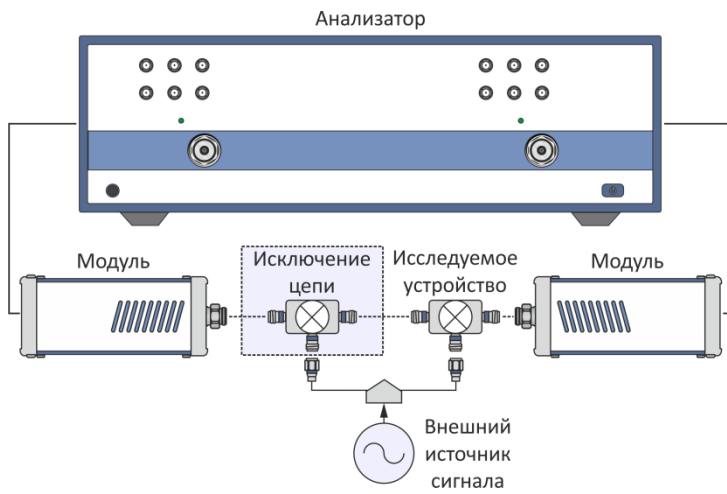 Анализатор
Модуль
Исключение
цепи
Исследуемое
устройство
Модуль
Внешний
источник
сигнала